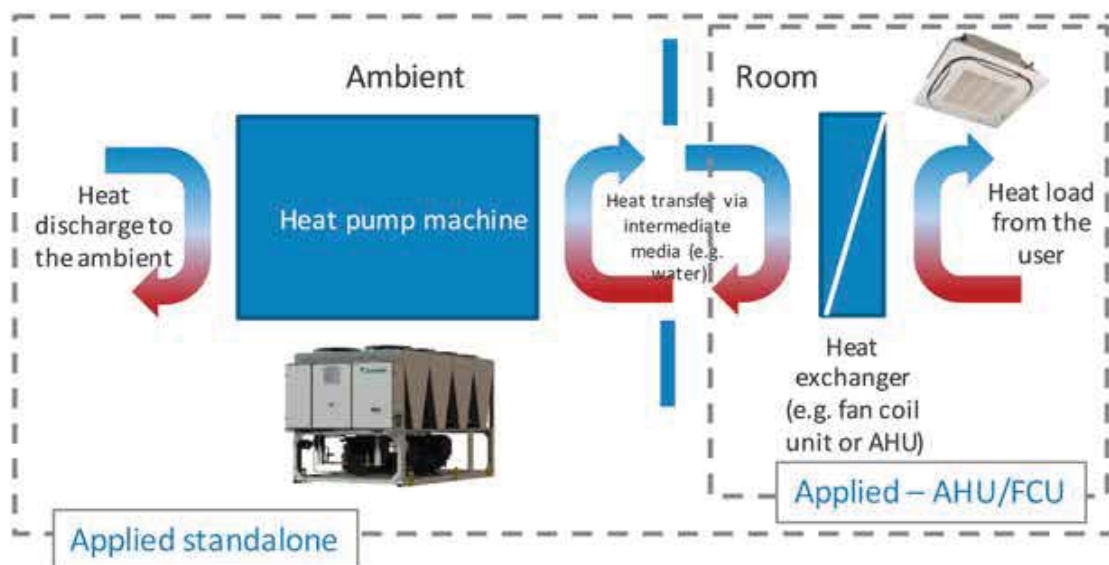 Ambient
Room
Heat
discharge to
the ambient
Heat pump machine
Heat transfer via
intermediate
media (e.g.
water)
Heat load
from the
user
Heat
exchanger
(e.g. fan coil
unit or AHU)
Applied – AHU/FCU
Applied standalone